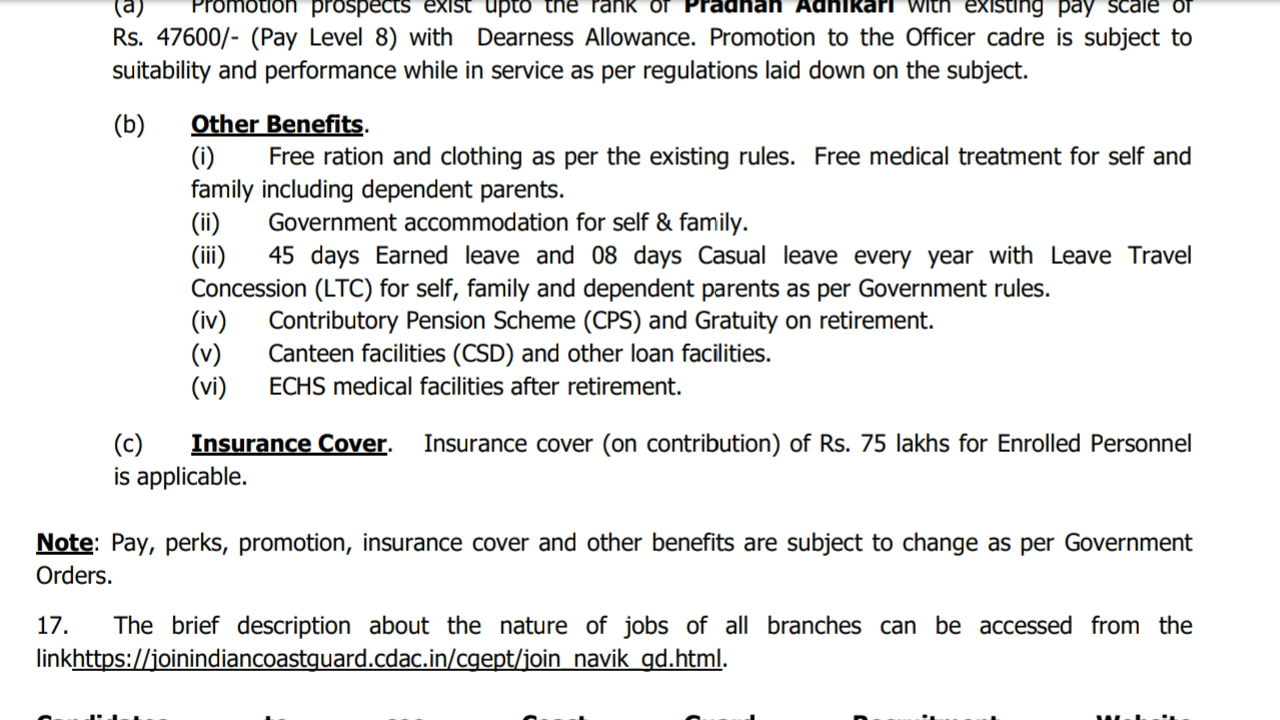 (a) Promotion prospects exist upto the rank of Pradhan Adhikari with existing pay scale of
Rs. 47600/- (Pay Level 8) with Dearness Allowance. Promotion to the Officer cadre is subject to
suitability and performance while in service as per regulations laid down on the subject.
(b) Other Benefits.
(i) Free ration and clothing as per the existing rules. Free medical treatment for self and
family including dependent parents.
(ii) Government accommodation for self & family.
(iii) 45 days Earned leave and 08 days Casual leave every year with Leave Travel
Concession (LTC) for self, family and dependent parents as per Government rules.
(iv) Contributory Pension Scheme (CPS) and Gratuity on retirement.
(v) Canteen facilities (CSD) and other loan facilities.
(vi) ECHS medical facilities after retirement.
(c) Insurance Cover. Insurance cover (on contribution) of Rs. 75 lakhs for Enrolled Personnel
is applicable.
Note: Pay, perks, promotion, insurance cover and other benefits are subject to change as per Government
Orders.
17. The brief description about the nature of jobs of all branches can be accessed from the
linkhttps://joinindiancoastguard.cdac.in/cgept/join_navik_gd.html.
Candidates to see Coast Guard Recruitment Website